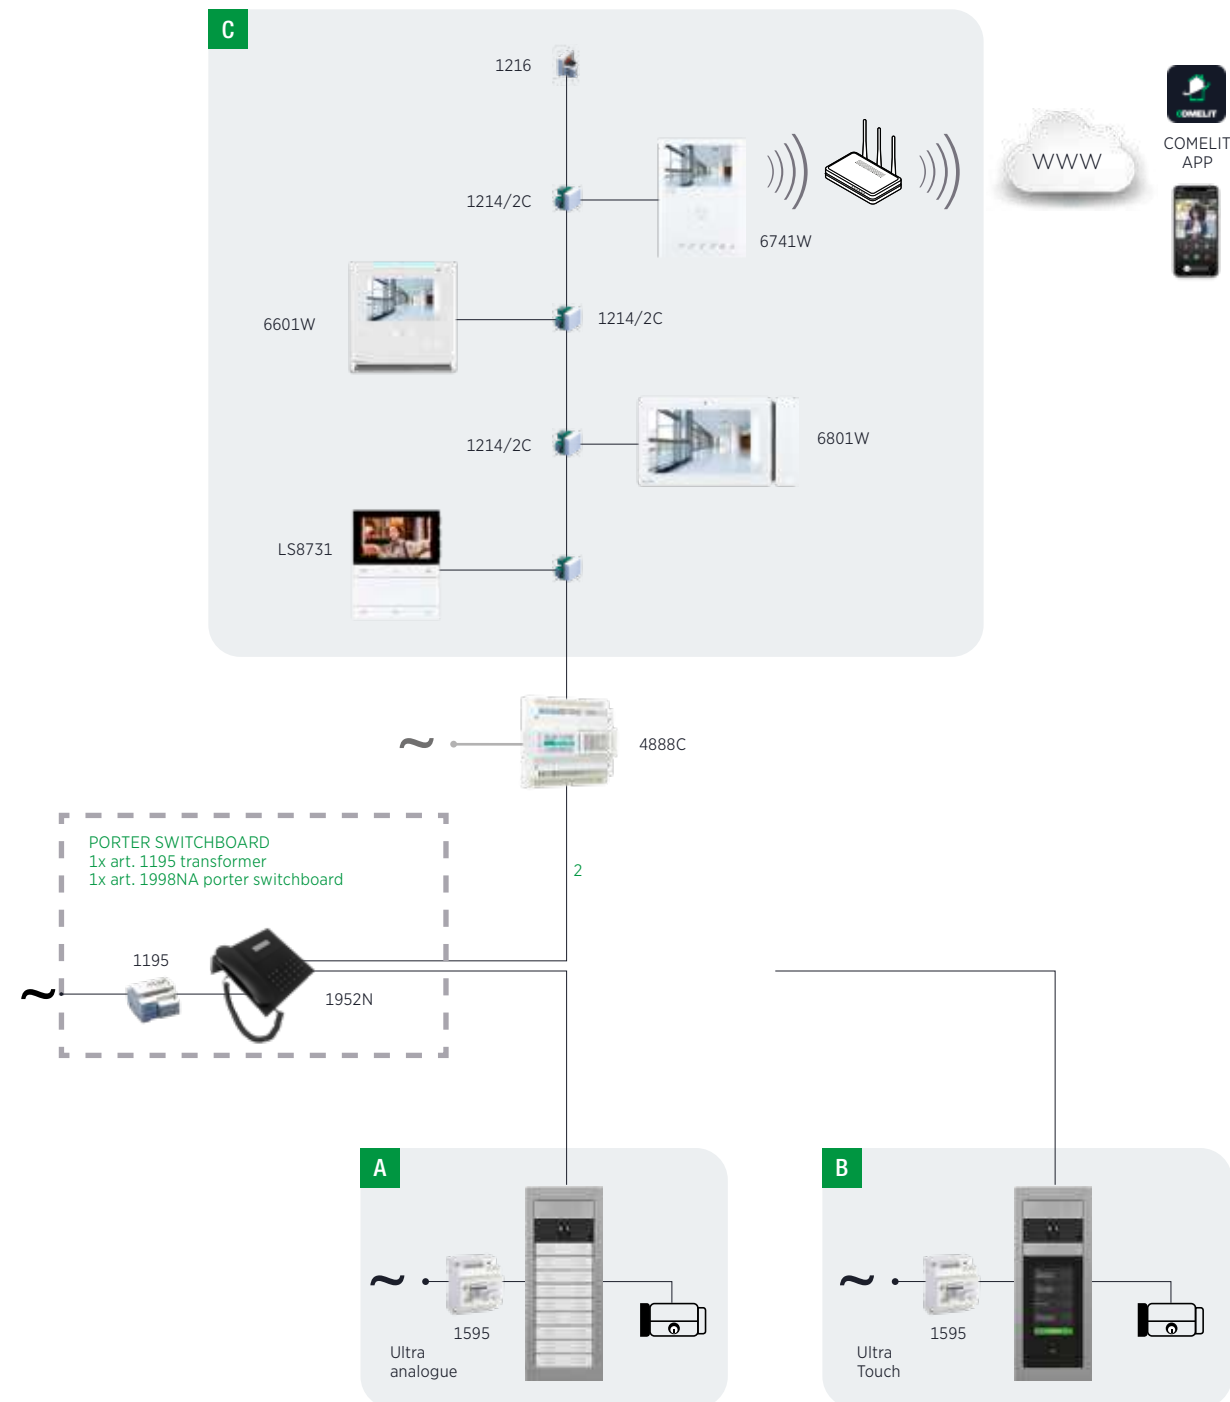 C
1216
COMELIT
COMELIT
APP
WWW
1214/2C
6741W
6601W
1214/2C
1214/2C
6801W
LS8731
4888C
PORTER SWITCHBOARD
1x art. 1195 transformer
1x art. 1998NA porter switchboard
2
1195
1952N
~
~
A
B
~
~
1595
1595
Ultra
analogue
Ultra
Touch